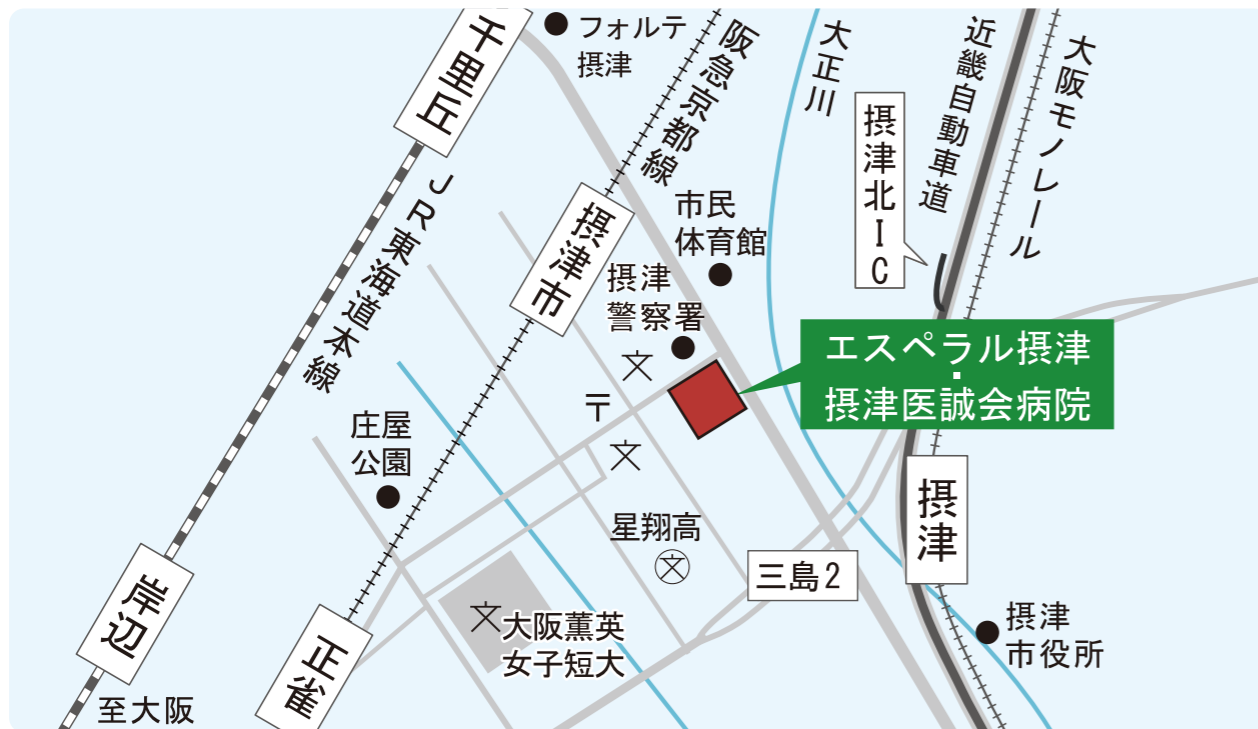 千里丘
フォルテ
摂津
阪急京都線
大正川
近畿自動車道
大阪モノレール
摂津北IC
JR東海道本線
摂津市
市民
体育館
摂津
警察署
エスペラル摂津
・
摂津医誠会病院
〒
庄屋
公園
星翔高
摂津
三島2
岸辺
正雀
大阪薫英
女子短大
摂津
市役所
至大阪
文
文
文
文